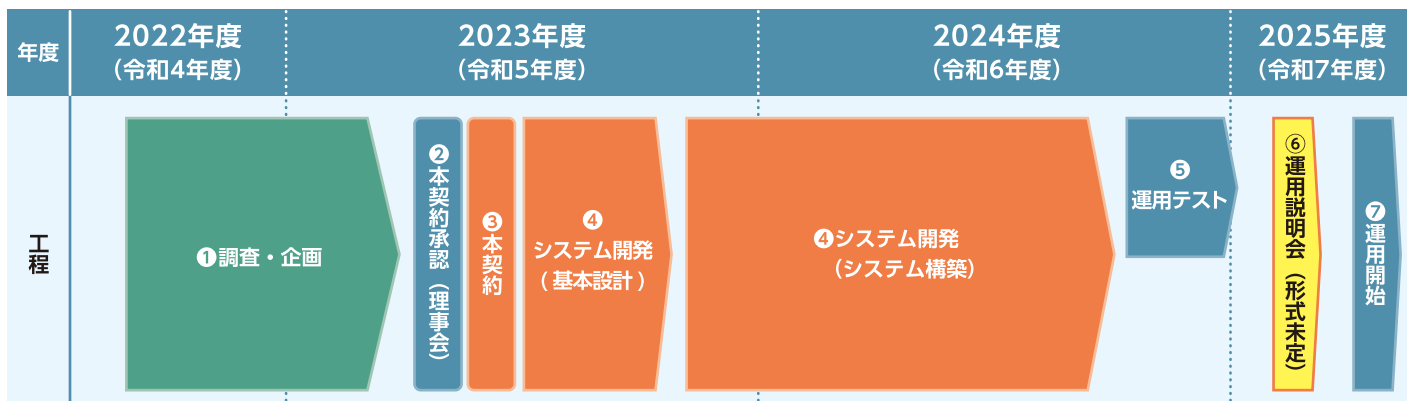 年度
2022年度
(令和4年度)
2023年度
(令和5年度)
2024年度
(令和6年度)
2025年度
(令和7年度)
工程
❶調査・企画
❷本契約承認(理事会)
❸本契約
❹
システム開発
(基本設計)
❹システム開発
(システム構築)
❺
運用テスト
⑥運用説明会(形式未定)
❼運用開始